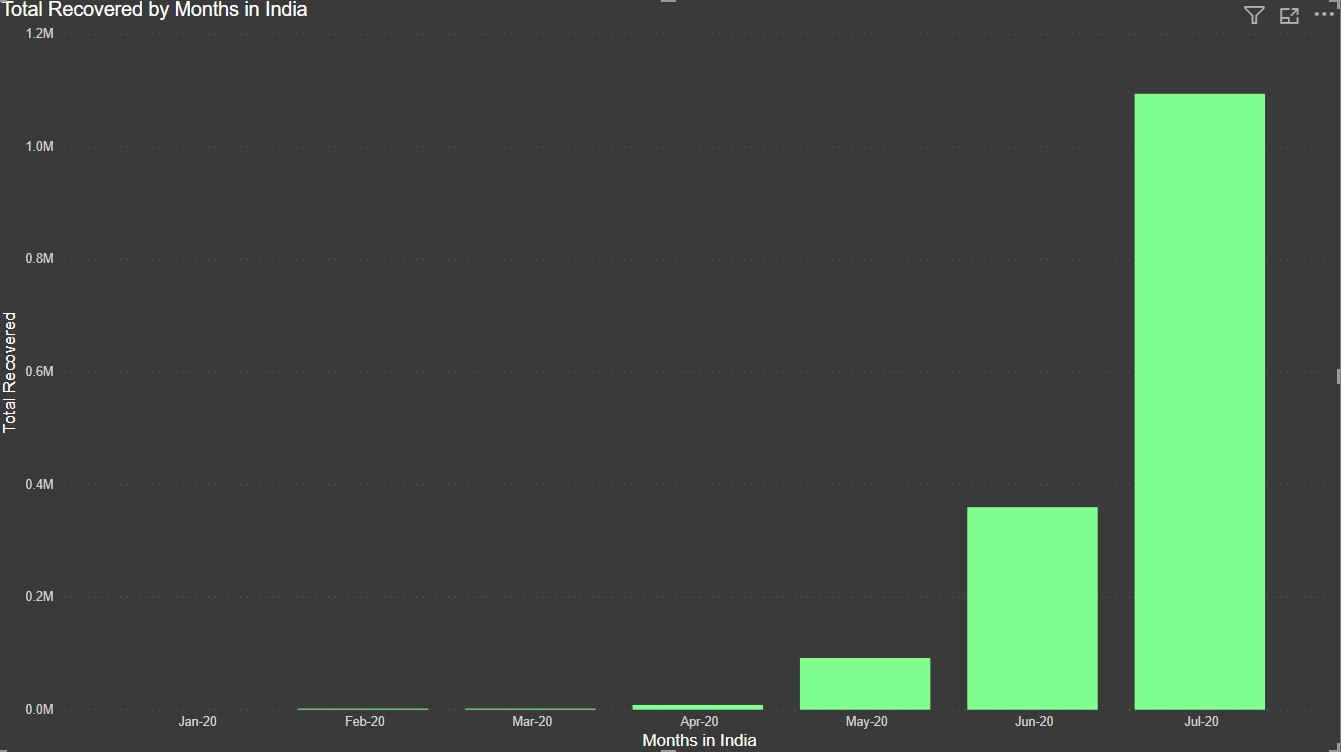 Total Recovered by Months in India
1.2M
1.0M
0.8M
0.6M
0.4M
0.2M
0.0M
Total Recovered
Jan-20 Feb-20 Mar-20 Apr-20 May-20 Jun-20 Jul-20
Months in India